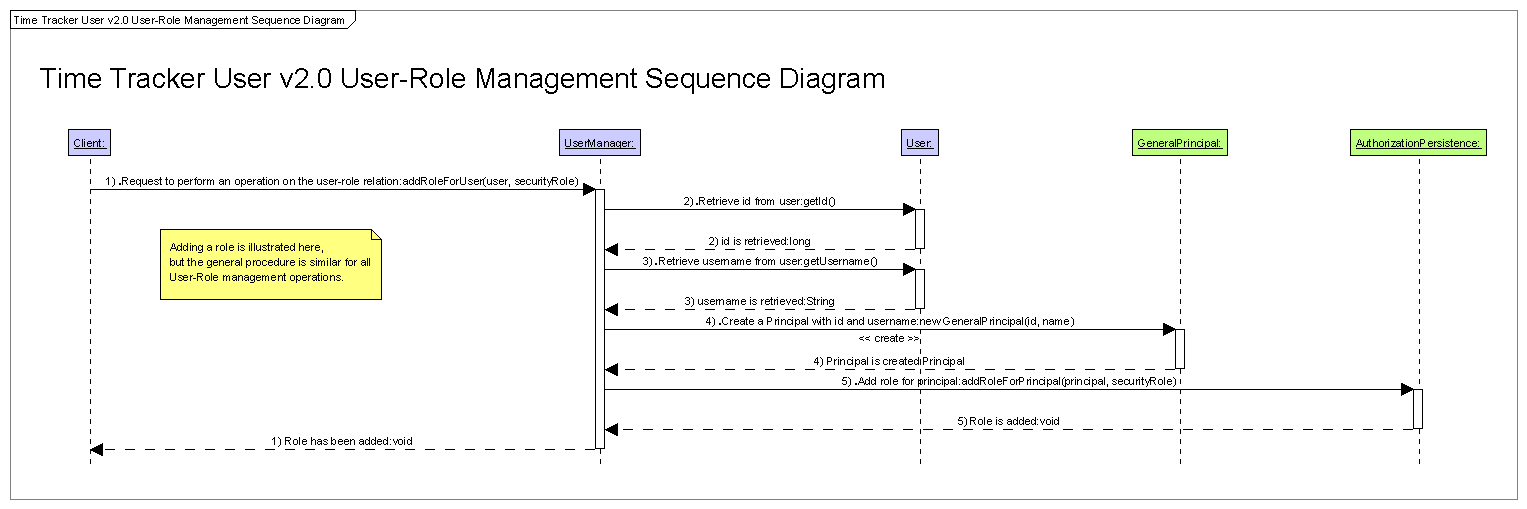 Time Tracker User v2.0 User-Role Management Sequence Diagram
Time Tracker User v2.0 User-Role Management Sequence Diagram
Client:
UserManager:
User:
GeneralPrincipal:
AuthorizationPersistence:
1) .Request to perform an operation on the user-role relation:addRoleForUser(user, securityRole)
2) .Retrieve id from user:getId()
Adding a role is illustrated here,
but the general procedure is similar for all
User-Role management operations.
2) id is retrieved:long
3) .Retrieve username from user:getUsername()
3) username is retrieved:String
4) .Create a Principal with id and username:new GeneralPrincipal(id, name)
<< create >>
4) Principal is created:Principal
5) .Add role for principal:addRoleForPrincipal(principal, securityRole)
5) Role is added:void
1) Role has been added:void